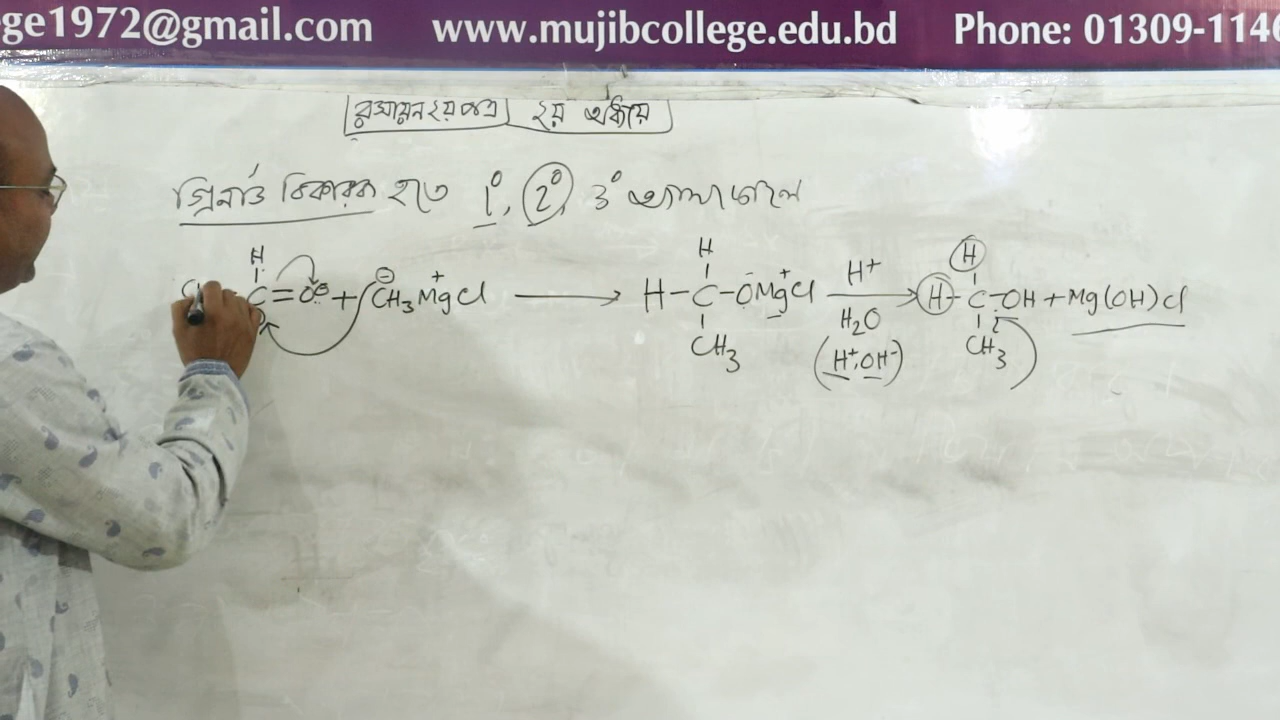 ge1972@gmail.com www.mujibcollege.edu.bd Phone: 01309-1140
রসায়ন ২য় পত্র ২য় অধ্যায়
গ্রিনার্ড বিকারক হতে 1°, 2°, 3° অ্যালকোহল
H H H⁺ H
C=O + CH₃MgCl ⟶ H-C-OMgCl ⟶ H-C-OH + Mg(OH)Cl
⊖ + + H₂O
CH₃ (H⁺,OH⁻) CH₃